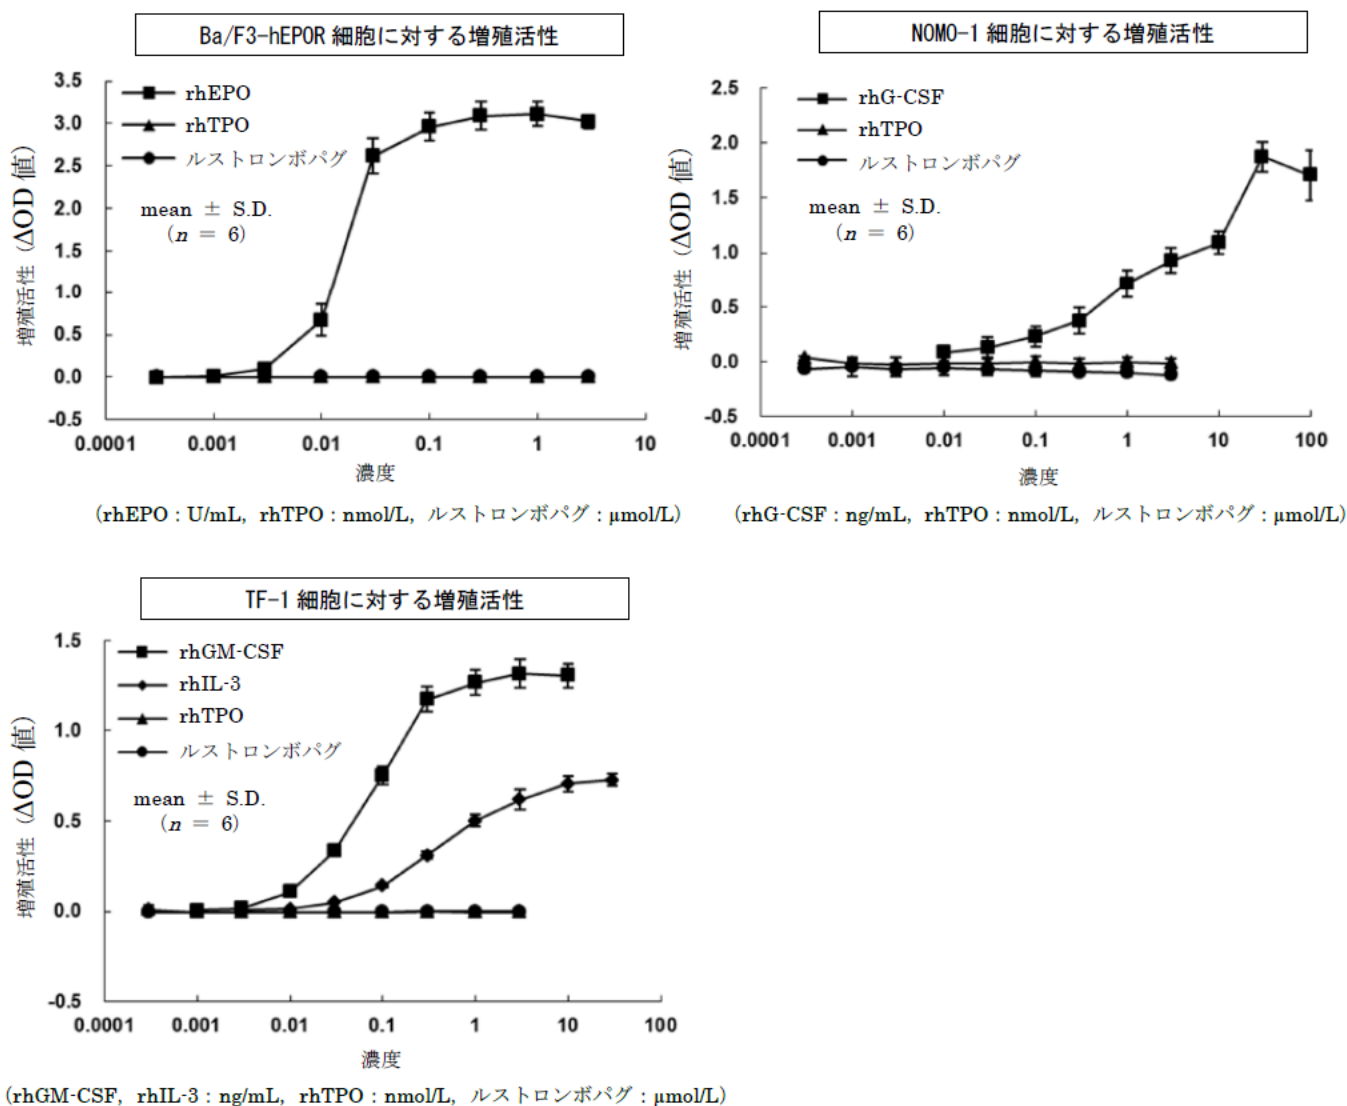 Ba/F3-hEPOR 細胞に対する増殖活性
3.5
3.0
2.5
2.0
1.5
1.0
0.5
0.0
-0.5
増殖活性（ΔOD 値）
rhEPO
rhTPO
ルストロンボパグ
mean ± S.D.
(n = 6)
0.0001 0.001 0.01 0.1 1 10
濃度
(rhEPO : U/mL, rhTPO : nmol/L, ルストロンボパグ : µmol/L)
NOMO-1 細胞に対する増殖活性
2.5
2.0
1.5
1.0
0.5
0.0
-0.5
増殖活性（ΔOD 値）
rhG-CSF
rhTPO
ルストロンボパグ
mean ± S.D.
(n = 6)
0.0001 0.001 0.01 0.1 1 10 100
濃度
(rhG-CSF : ng/mL, rhTPO : nmol/L, ルストロンボパグ : µmol/L)
TF-1 細胞に対する増殖活性
1.5
1.0
0.5
0.0
-0.5
増殖活性（ΔOD 値）
rhGM-CSF
rhIL-3
rhTPO
ルストロンボパグ
mean ± S.D.
(n = 6)
0.0001 0.001 0.01 0.1 1 10 100
濃度
(rhGM-CSF, rhIL-3 : ng/mL, rhTPO : nmol/L, ルストロンボパグ : µmol/L)